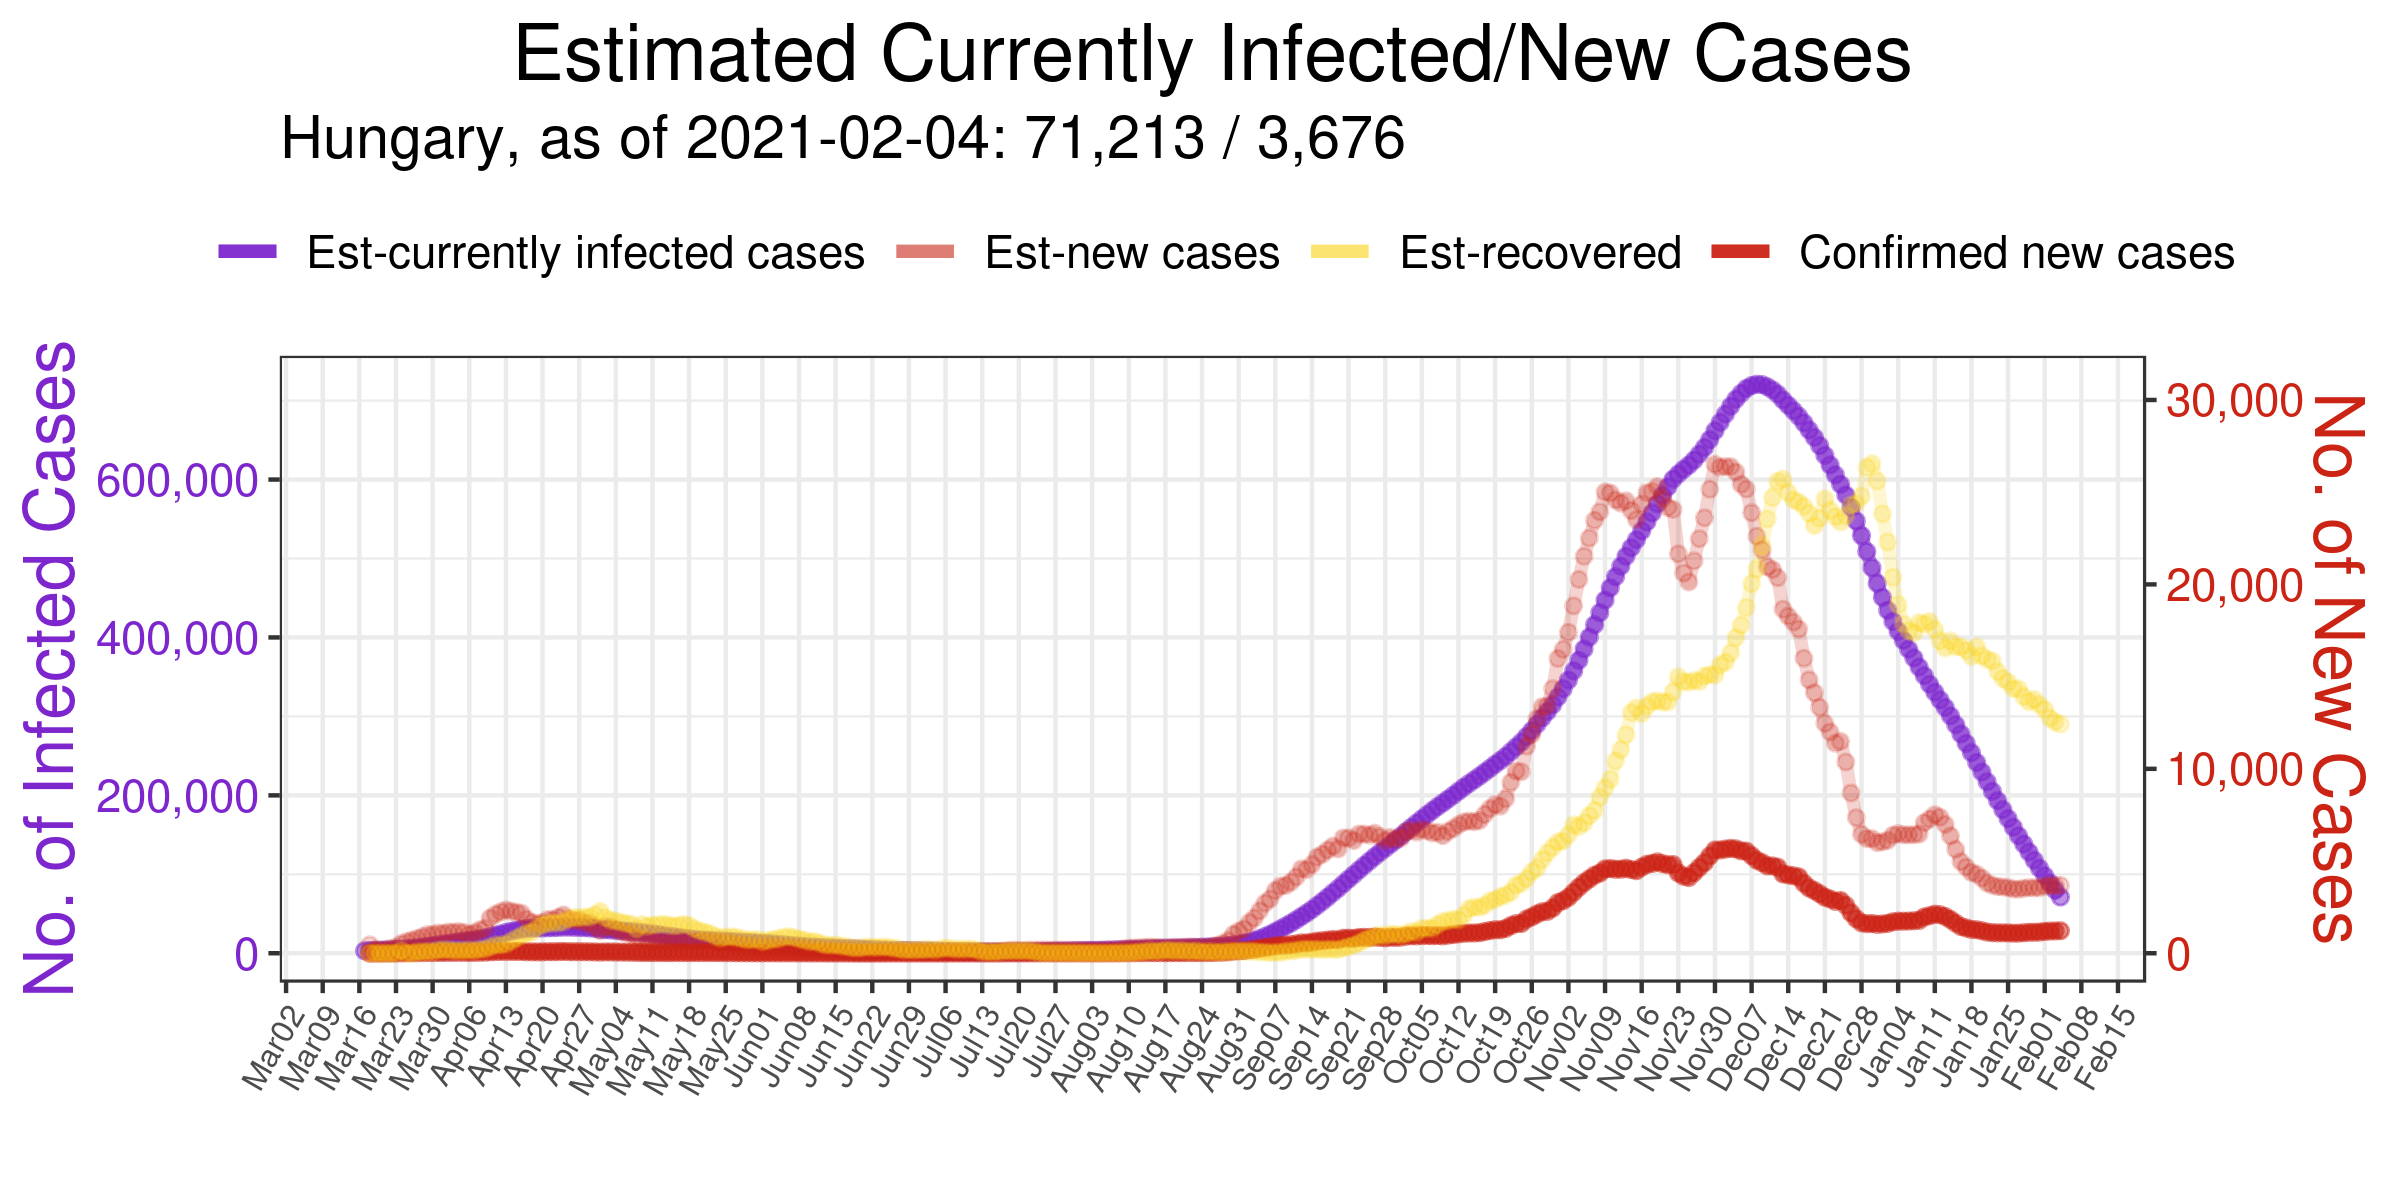 Estimated Currently Infected/New Cases
Hungary, as of 2021-02-04: 71,213 / 3,676
Est-currently infected cases Est-new cases Est-recovered Confirmed new cases
No. of Infected Cases
600,000
400,000
200,000
0
30,000
20,000
10,000
0
No. of New Cases
Mar02 Mar09 Mar16 Mar23 Mar30 Apr06 Apr13 Apr20 Apr27 May04 May11 May18 May25 Jun01 Jun08 Jun15 Jun22 Jun29 Jul06 Jul13 Jul20 Jul27 Aug03 Aug10 Aug17 Aug24 Aug31 Sep07 Sep14 Sep21 Sep28 Oct05 Oct12 Oct19 Oct26 Nov02 Nov09 Nov16 Nov23 Nov30 Dec07 Dec14 Dec21 Dec28 Jan04 Jan11 Jan18 Jan25 Feb01 Feb08 Feb15